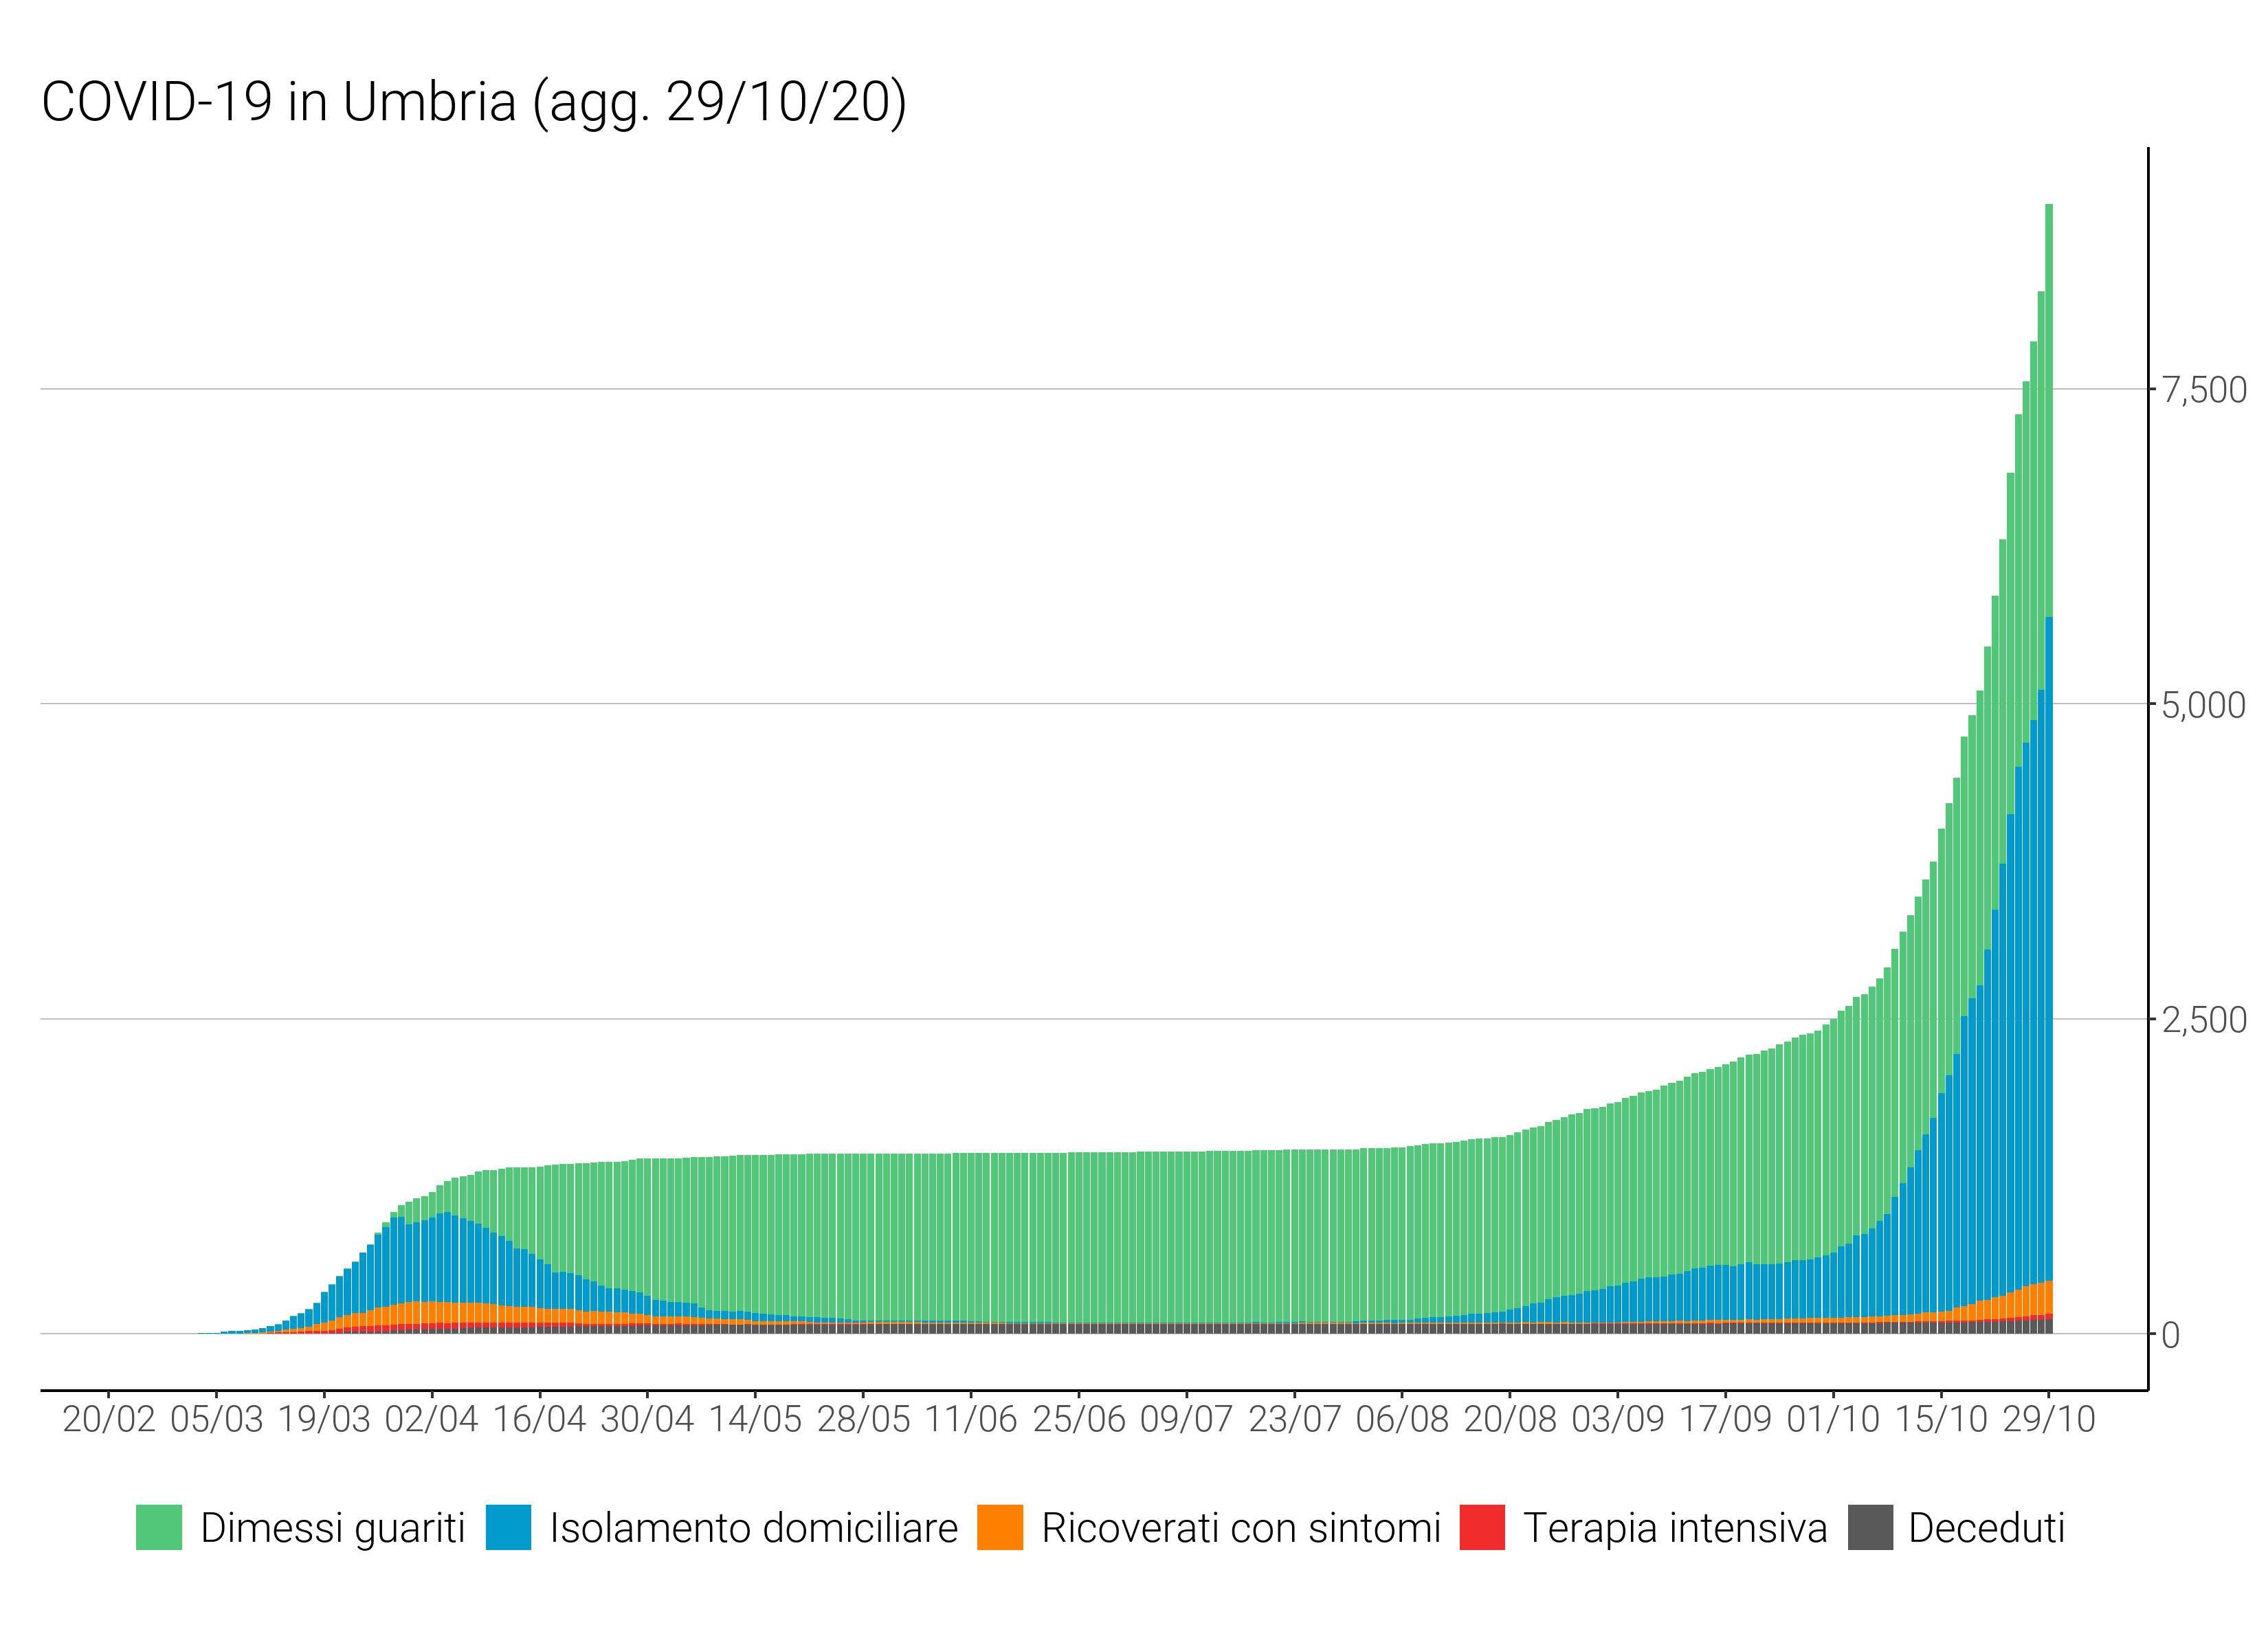 COVID-19 in Umbria (agg. 29/10/20)
7,500
5,000
2,500
0
20/02 05/03 19/03 02/04 16/04 30/04 14/05 28/05 11/06 25/06 09/07 23/07 06/08 20/08 03/09 17/09 01/10 15/10 29/10
Dimessi guariti Isolamento domiciliare Ricoverati con sintomi Terapia intensiva Deceduti